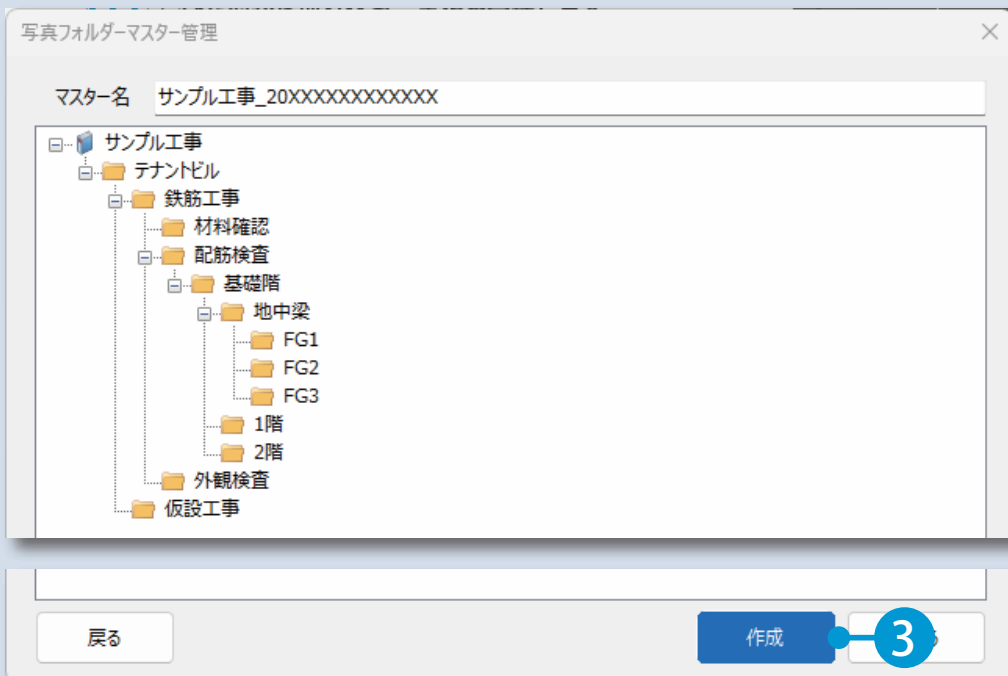 写真フォルダーマスター管理
マスター名 サンプル工事_20XXXXXXXXXXXX
サンプル工事
テナントビル
鉄筋工事
材料確認
配筋検査
基礎階
地中梁
FG1
FG2
FG3
1階
2階
外観検査
仮設工事
戻る 作成 3